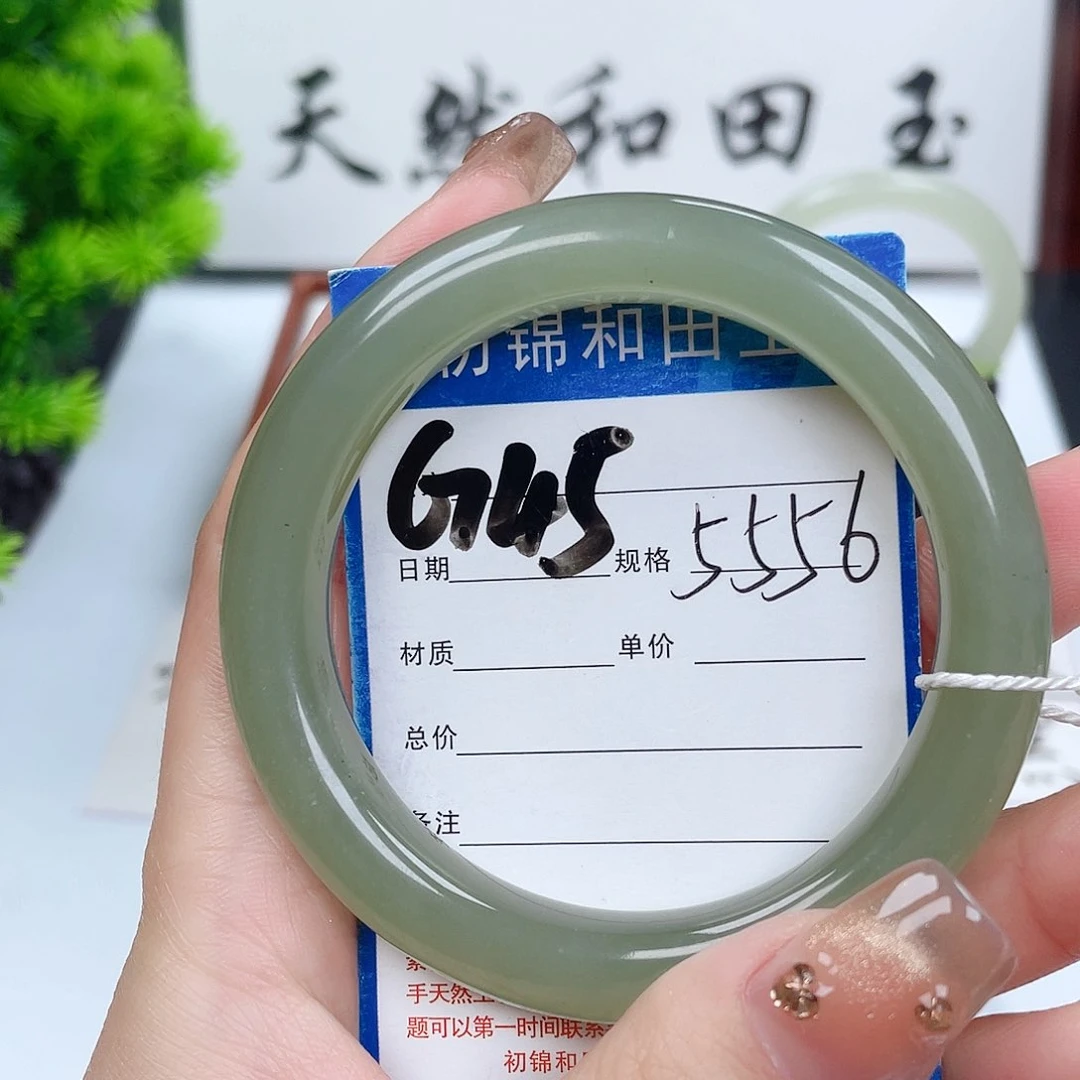 天然和田玉
初锦和田玉
G45
日期 规格 5556
材质 单价
总价
备注
手天然
题可以第一时间联系
初锦和